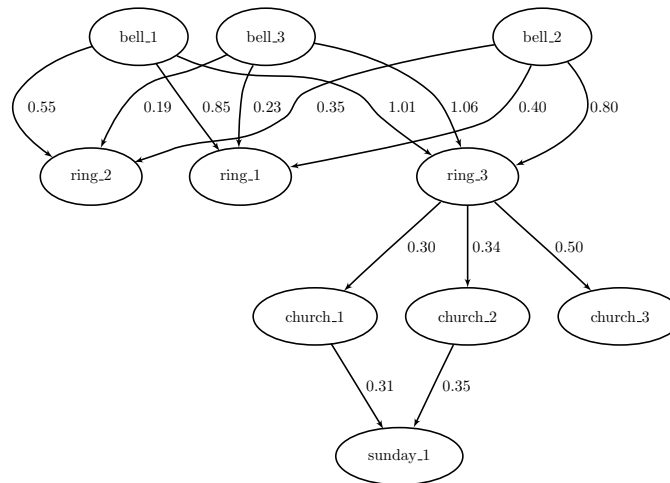 bell_1 bell_3 bell_2
0.55 0.19 0.85 0.23 0.35 1.01 1.06 0.40 0.80
ring_2 ring_1 ring_3
0.30 0.34 0.50
church_1 church_2 church_3
0.31 0.35
sunday_1